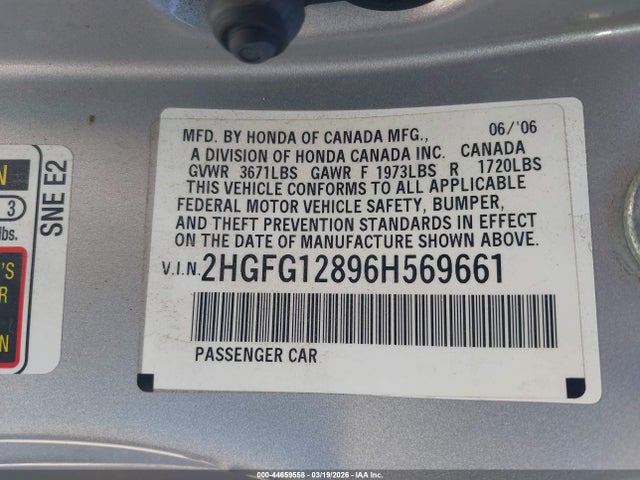 MFD. BY HONDA OF CANADA MFG., 06/'06
A DIVISION OF HONDA CANADA INC. CANADA
GVWR 3671LBS GAWR F 1973LBS R 1720LBS
THIS VEHICLE CONFORMS TO ALL APPLICABLE
FEDERAL MOTOR VEHICLE SAFETY, BUMPER,
AND THEFT PREVENTION STANDARDS IN EFFECT
ON THE DATE OF MANUFACTURE SHOWN ABOVE.
V.I.N. 2HGFG12896H569661
PASSENGER CAR
SNE E2
N
3
lbs.
'S
R
N
000-44659558 | 03/19/2026 | IAA Inc.